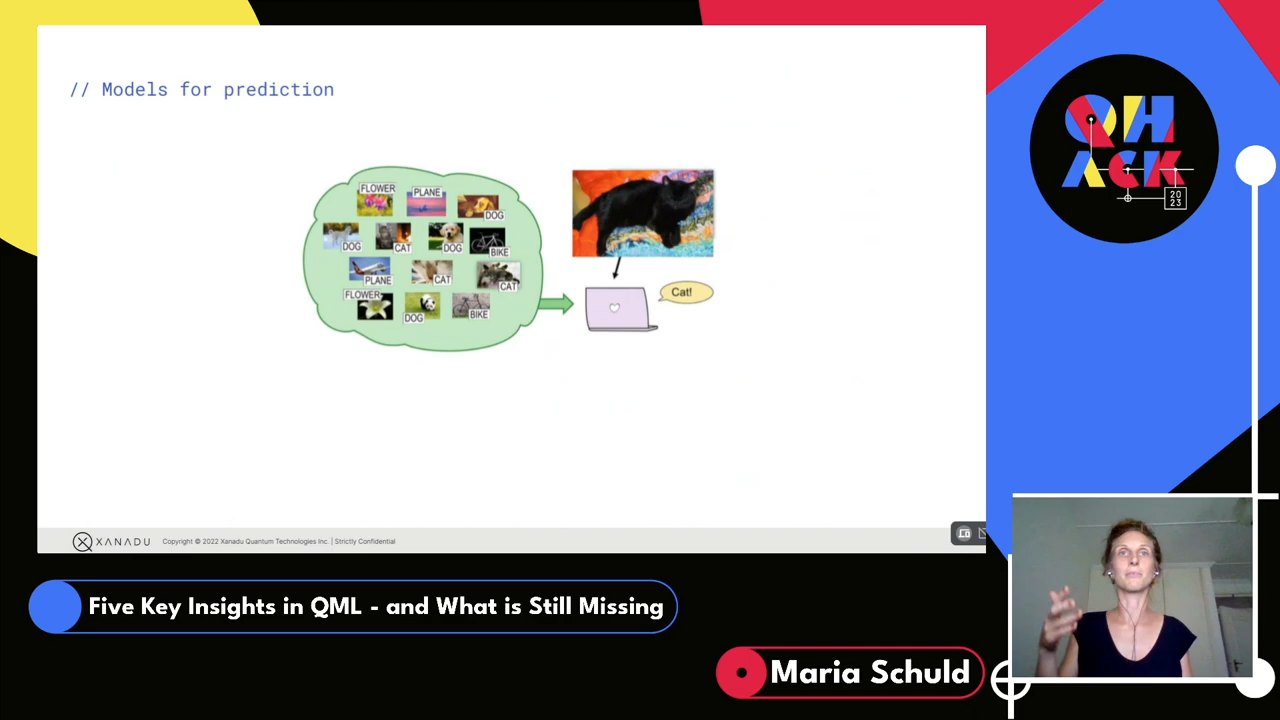 // Models for prediction
FLOWER
PLANE
DOG
DOG
CAT
DOG
BIKE
PLANE
CAT
CAT
FLOWER
DOG
BIKE
Cat!
XANADU
Copyright © 2022 Xanadu Quantum Technologies Inc. | Strictly Confidential
QH
ACK
20
23
Five Key Insights in QML - and What is Still Missing
Maria Schuld